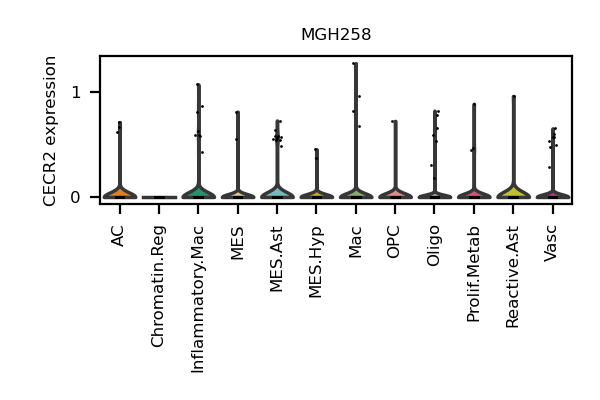 MGH258
CECR2 expression
1
0
AC
Chromatin.Reg
Inflammatory.Mac
MES
MES.Ast
MES.Hyp
Mac
OPC
Oligo
Prolif.Metab
Reactive.Ast
Vasc